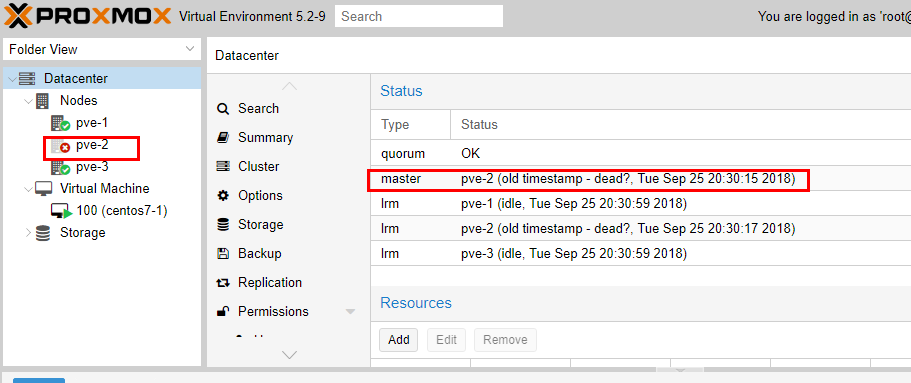 PROXMOX Virtual Environment 5.2-9 Search You are logged in as 'root@
Folder View
Datacenter
Nodes
pve-1
pve-2
pve-3
Virtual Machine
100 (centos7-1)
Storage
Datacenter
Search
Summary
Cluster
Options
Storage
Backup
Replication
Permissions
Status
Type Status
quorum OK
master pve-2 (old timestamp - dead?, Tue Sep 25 20:30:15 2018)
lrm pve-1 (idle, Tue Sep 25 20:30:59 2018)
lrm pve-2 (old timestamp - dead?, Tue Sep 25 20:30:17 2018)
lrm pve-3 (idle, Tue Sep 25 20:30:59 2018)
Resources
Add Edit Remove